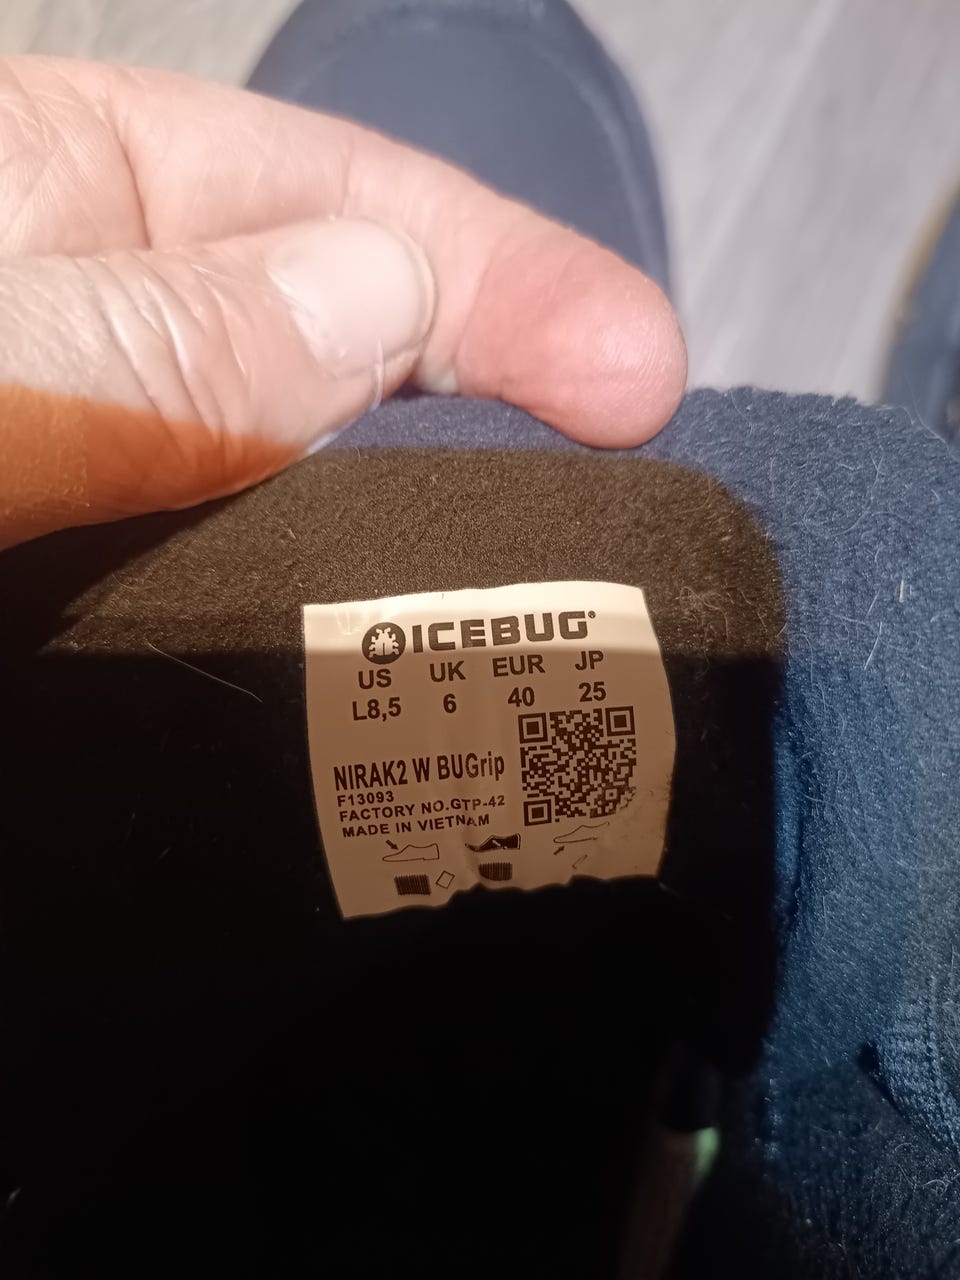 ICEBUG®
US UK EUR JP
L8,5 6 40 25
NIRAK2 W BUGrip
F13093
FACTORY NO.GTP-42
MADE IN VIETNAM